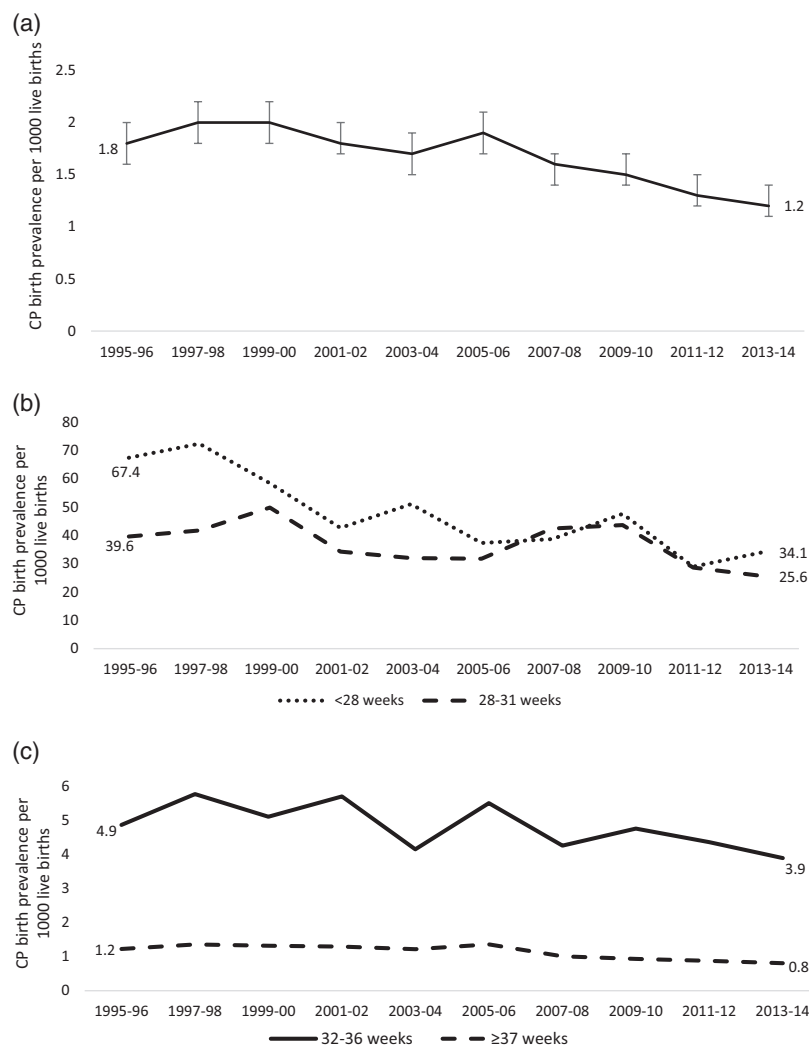 (a)
CP birth prevalence per 1000 live births
2.5
2
1.5
1
0.5
0
1.8
1.2
1995-96 1997-98 1999-00 2001-02 2003-04 2005-06 2007-08 2009-10 2011-12 2013-14
(b)
CP birth prevalence per
1000 live births
80
70
60
50
40
30
20
10
0
67.4
39.6
34.1
25.6
1995-96 1997-98 1999-00 2001-02 2003-04 2005-06 2007-08 2009-10 2011-12 2013-14
<28 weeks 28-31 weeks
(c)
CP birth prevalence per
1000 live births
6
5
4
3
2
1
0
4.9
1.2
3.9
0.8
1995-96 1997-98 1999-00 2001-02 2003-04 2005-06 2007-08 2009-10 2011-12 2013-14
32-36 weeks ≥37 weeks